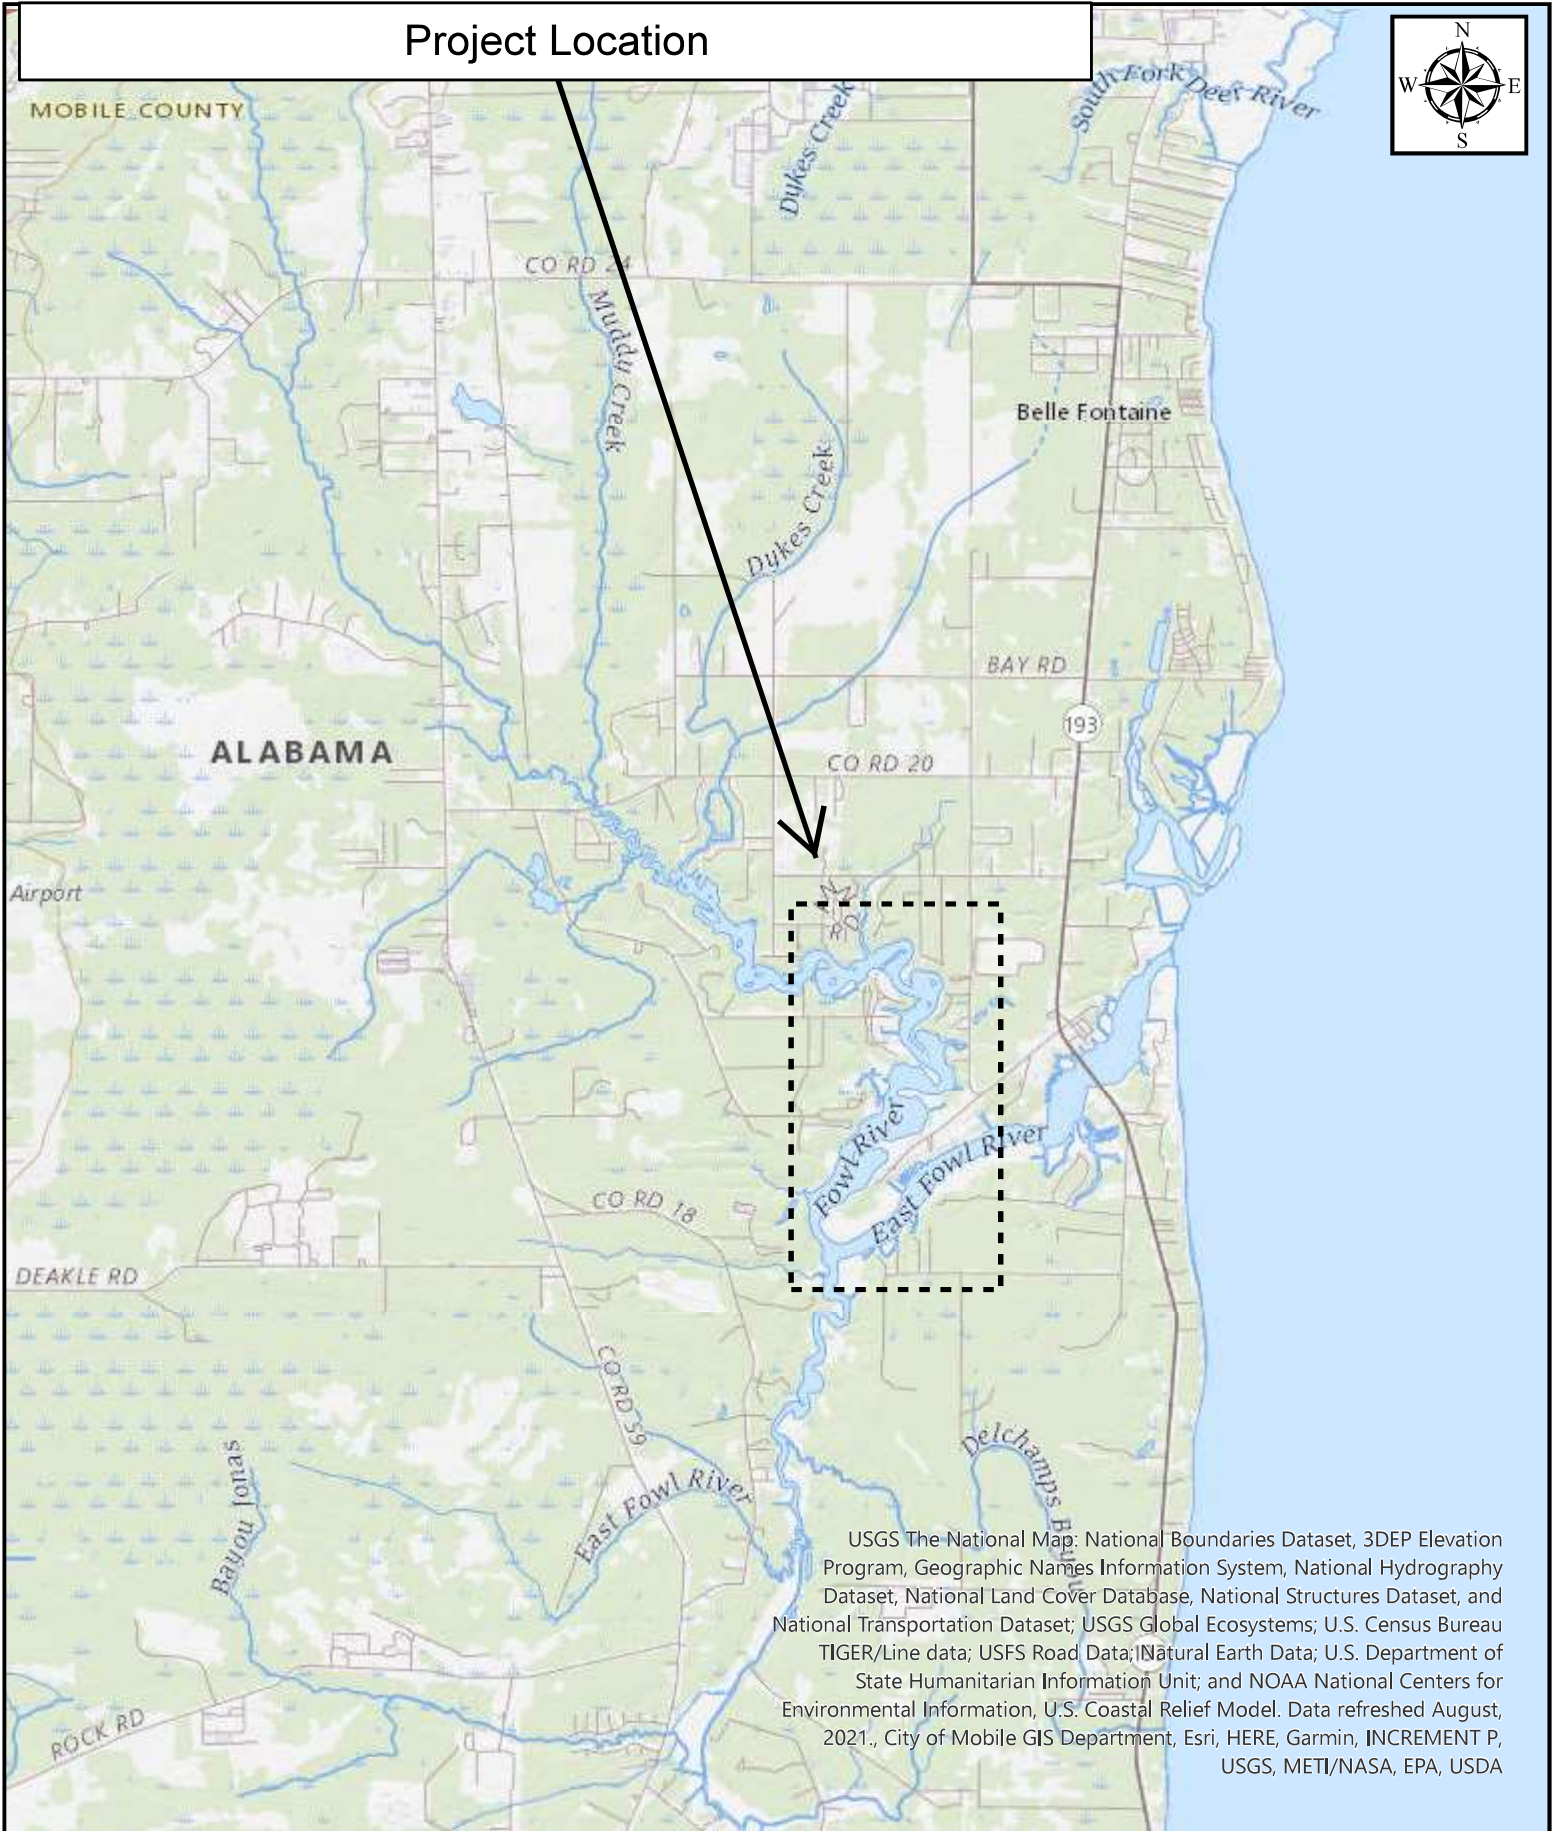 Project Location
N
W
E
S
MOBILE COUNTY
South Fork Deer River
Dykes Creek
CO RD 24
Muddy Creek
Belle Fontaine
Dykes Creek
BAY RD
193
ALABAMA
CO RD 20
Airport
RD
Fowl River
East Fowl River
CO RD 18
DEAKLE RD
CO RD 59
Delchamps Bayou
Bayou Jonas
East Fowl River
USGS The National Map: National Boundaries Dataset, 3DEP Elevation
Program, Geographic Names Information System, National Hydrography
Dataset, National Land Cover Database, National Structures Dataset, and
National Transportation Dataset; USGS Global Ecosystems; U.S. Census Bureau
TIGER/Line data; USFS Road Data; Natural Earth Data; U.S. Department of
State Humanitarian Information Unit; and NOAA National Centers for
Environmental Information, U.S. Coastal Relief Model. Data refreshed August,
2021., City of Mobile GIS Department, Esri, HERE, Garmin, INCREMENT P,
USGS, METI/NASA, EPA, USDA
ROCK RD